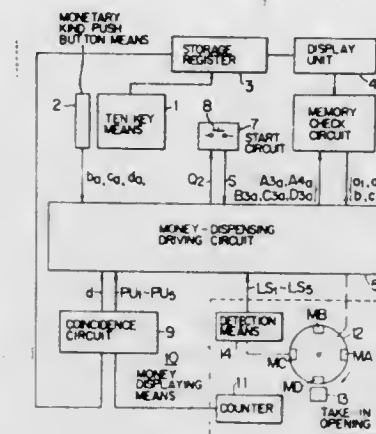 MONETARY
KIND PUSH
BUTTON MEANS
STORAGE
REGISTER
3
DISPLAY
UNIT
4
2
TEN KEY
MEANS
1
8
7
START
CIRCUIT
MEMORY
CHECK
CIRCUIT
ba, ca, da,
Q2
S
A3a, A4a
B3a, C3a, D3a
MONEY-DISPENSING
DRIVING CIRCUIT
d
PU1~PU5
LS1~LS5
COINCIDENCE
CIRCUIT
9
DETECTION
MEANS
14
MB
12
MC
MA
MD
13
10
MONEY
DISPLAYING
MEANS
11
COUNTER
TAKE IN
OPENING